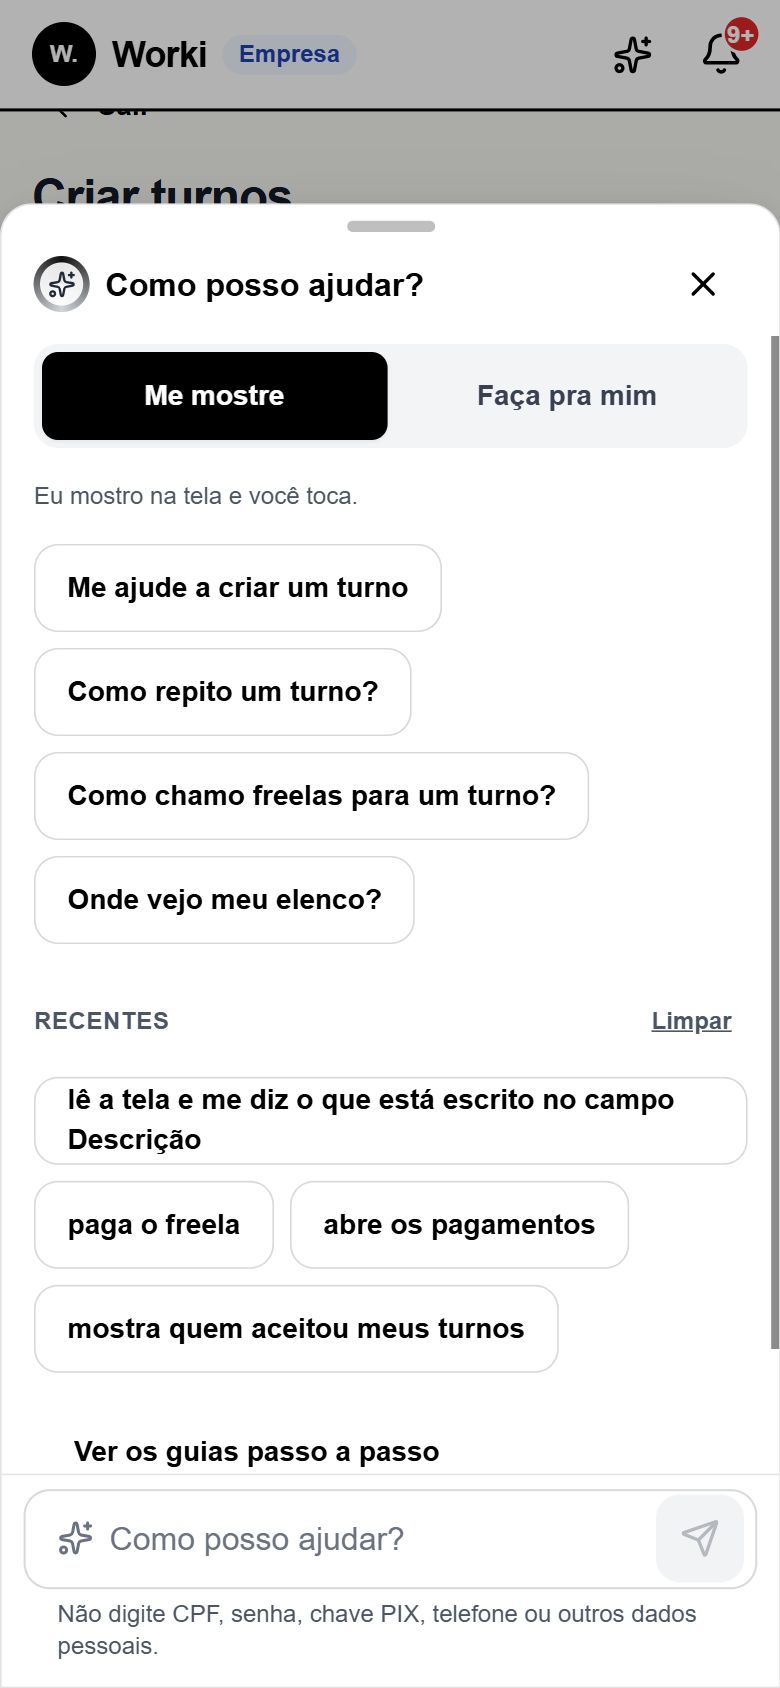 W. Worki Empresa 9+
Criar turnos
Como posso ajudar?
Me mostre Faça pra mim
Eu mostro na tela e você toca.
Me ajude a criar um turno
Como repito um turno?
Como chamo freelas para um turno?
Onde vejo meu elenco?
RECENTES Limpar
lê a tela e me diz o que está escrito no campo
Descrição
paga o freela abre os pagamentos
mostra quem aceitou meus turnos
Ver os guias passo a passo
Como posso ajudar?
Não digite CPF, senha, chave PIX, telefone ou outros dados
pessoais.